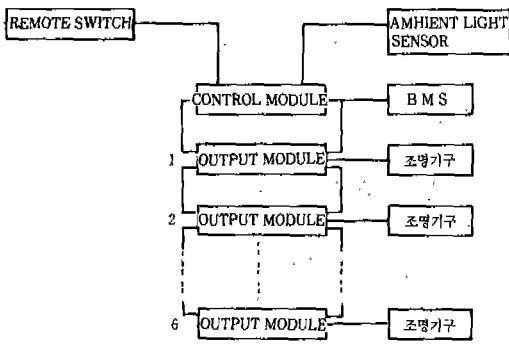 REMOTE SWITCH
AMHIENT LIGHT
SENSOR
CONTROL MODULE
B M S
1 OUTPUT MODULE
조명기구
2 OUTPUT MODULE
조명기구
6 OUTPUT MODULE
조명기구